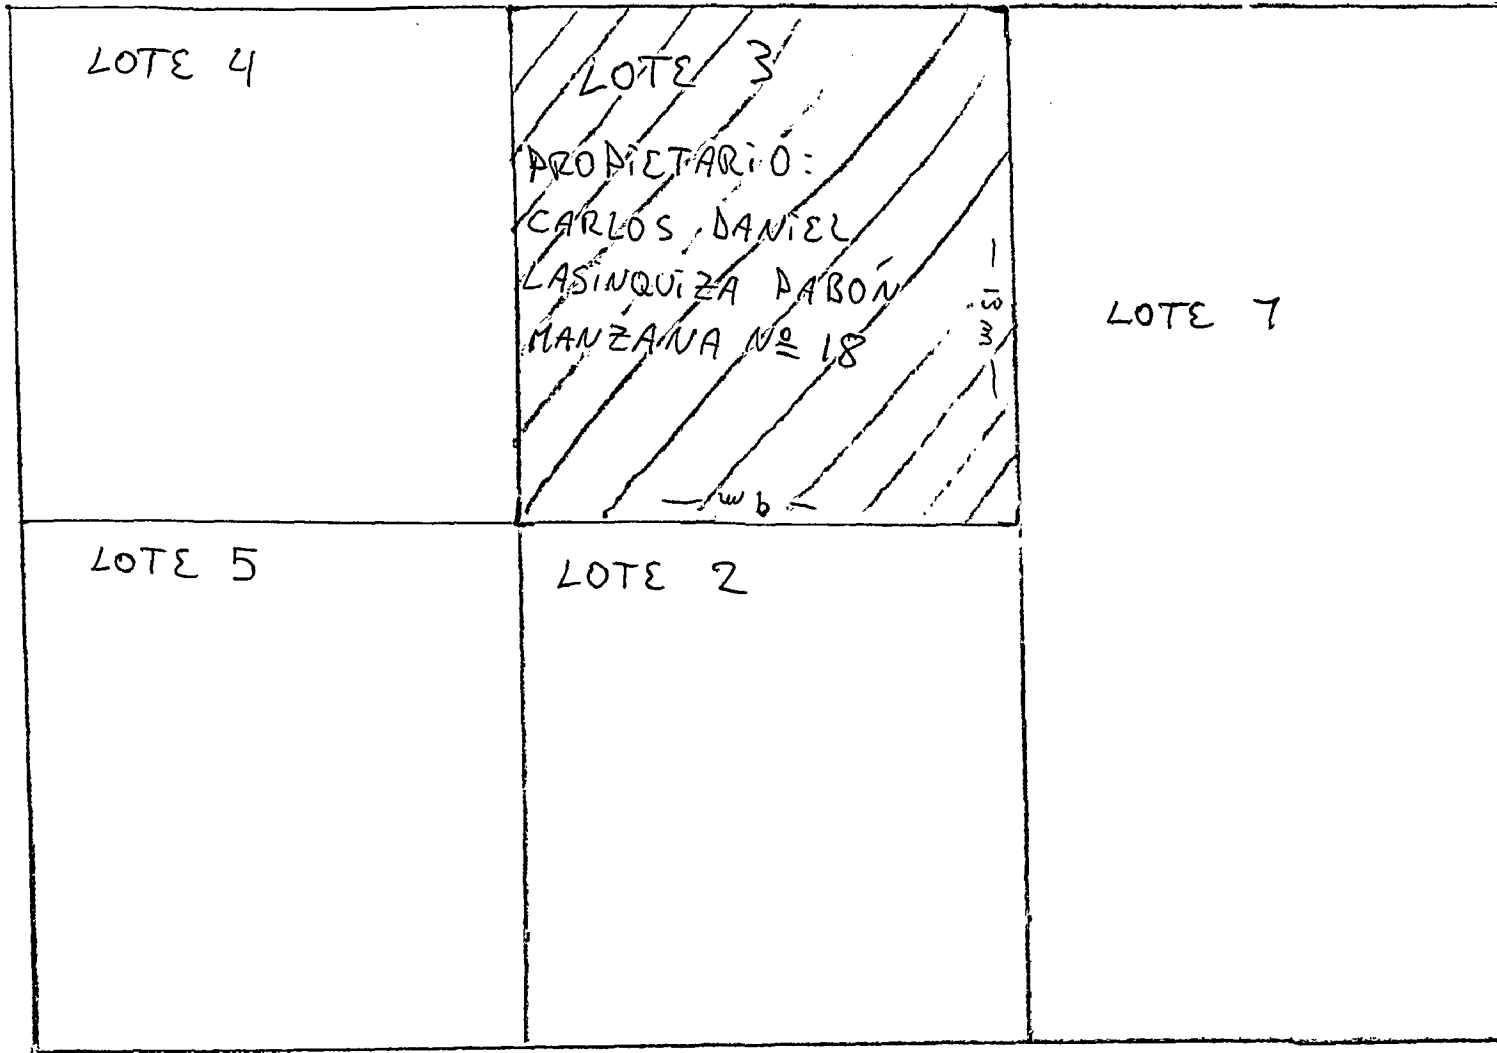 LOTE 4
LOTE 3
PROPIETARIO:
CARLOS DANIEL
LASINQUIZA PABÓN
MANZANA Nº 18
LOTE 7
LOTE 5
LOTE 2